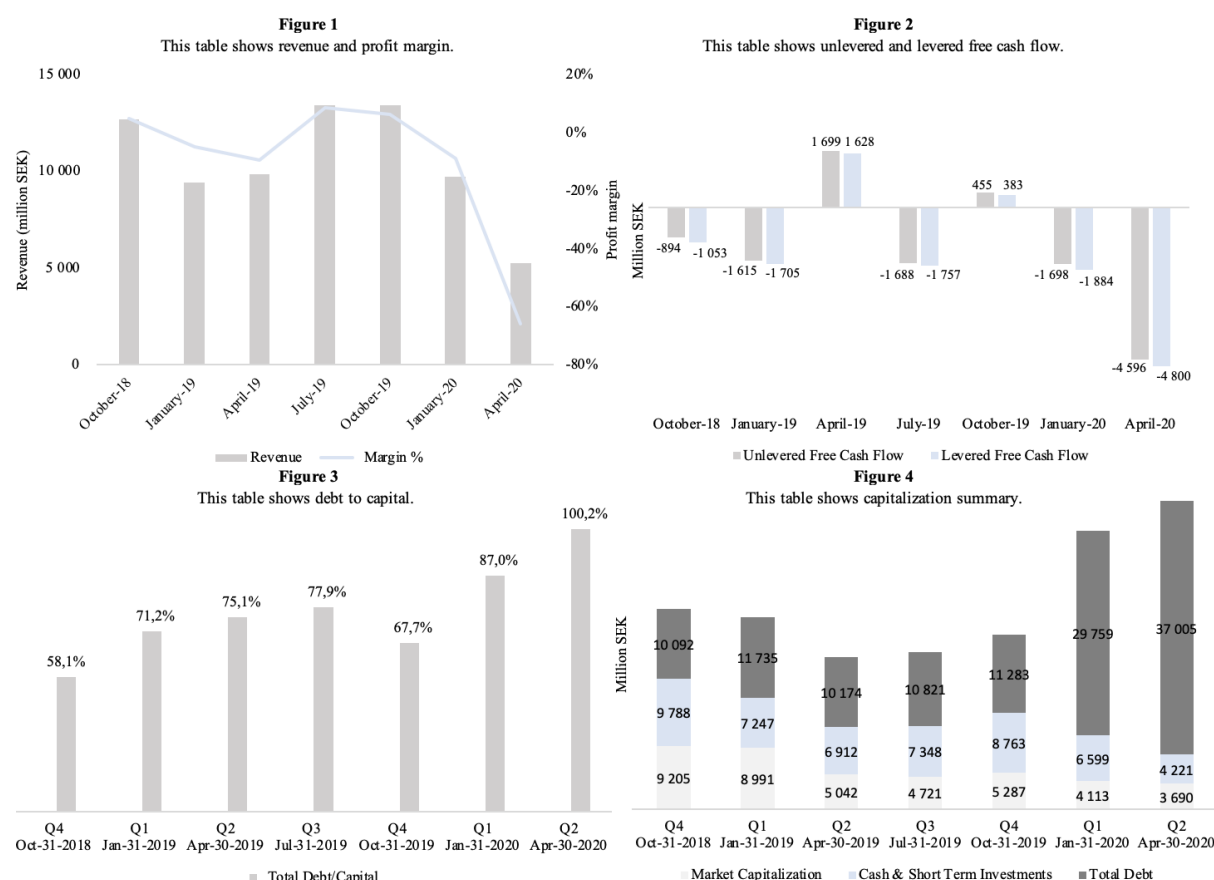 Figure 1
This table shows revenue and profit margin.
15 000
10 000
5 000
0
Revenue (million SEK)
20%
0%
-20%
-40%
-60%
-80%
Profit margin
October-18
January-19
April-19
July-19
October-19
January-20
April-20
Revenue
Margin %
Figure 2
This table shows unlevered and levered free cash flow.
Million SEK
-894
-1 053
-1 615
-1 705
1 699
1 628
-1 688
-1 757
455
383
-1 698
-1 884
-4 596
-4 800
October-18
January-19
April-19
July-19
October-19
January-20
April-20
Unlevered Free Cash Flow
Levered Free Cash Flow
Figure 3
This table shows debt to capital.
58,1%
71,2%
75,1%
77,9%
67,7%
87,0%
100,2%
Q4
Oct-31-2018
Q1
Jan-31-2019
Q2
Apr-30-2019
Q3
Jul-31-2019
Q4
Oct-31-2019
Q1
Jan-31-2020
Q2
Apr-30-2020
Total Debt/Capital
Figure 4
This table shows capitalization summary.
Million SEK
10 092
9 788
9 205
11 735
7 247
8 991
10 174
6 912
5 042
10 821
7 348
4 721
11 283
8 763
5 287
29 759
6 599
4 113
37 005
4 221
3 690
Q4
Oct-31-2018
Q1
Jan-31-2019
Q2
Apr-30-2019
Q3
Jul-31-2019
Q4
Oct-31-2019
Q1
Jan-31-2020
Q2
Apr-30-2020
Market Capitalization
Cash & Short Term Investments
Total Debt